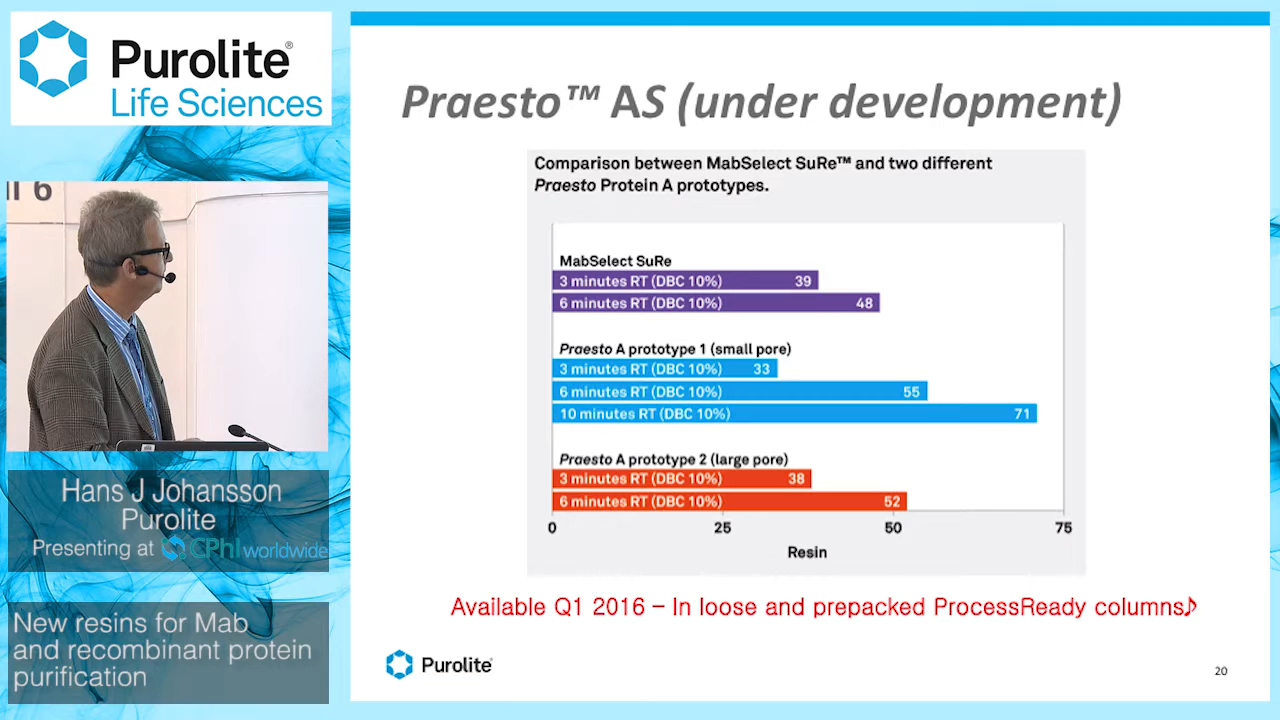 Purolite®
Life Sciences
ll 6
Hans J Johansson
Purolite
Presenting at CPhI worldwide
New resins for Mab
and recombinant protein
purification
Praesto™ AS (under development)
Comparison between MabSelect SuRe™ and two different
Praesto Protein A prototypes.
MabSelect SuRe
3 minutes RT (DBC 10%) 39
6 minutes RT (DBC 10%) 48
Praesto A prototype 1 (small pore)
3 minutes RT (DBC 10%) 33
6 minutes RT (DBC 10%) 55
10 minutes RT (DBC 10%) 71
Praesto A prototype 2 (large pore)
3 minutes RT (DBC 10%) 38
6 minutes RT (DBC 10%) 52
0 25 50 75
Resin
Available Q1 2016 – In loose and prepacked ProcessReady columns♪
Purolite®
20